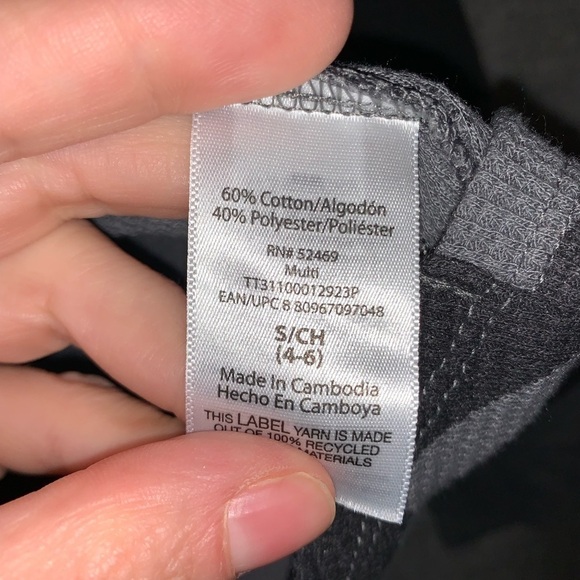 60% Cotton/Algodón
40% Polyester/Poliéster
RN# 52469
Multi
TT31100012923P
EAN/UPC 8 80967097048
S/CH
(4-6)
Made In Cambodia
Hecho En Camboya
THIS LABEL YARN IS MADE
OUT OF 100% RECYCLED
MATERIALS